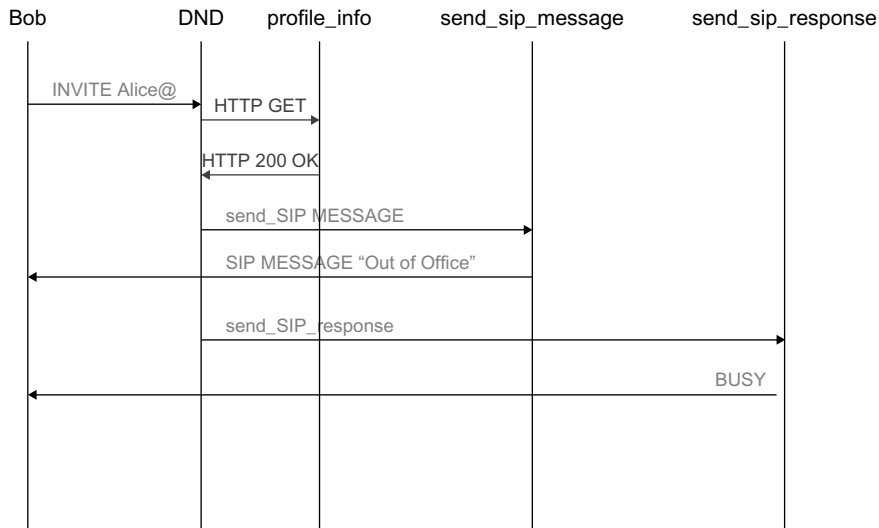 Bob DND profile_info send_sip_message send_sip_response
INVITE Alice@
HTTP GET
HTTP 200 OK
send_SIP MESSAGE
SIP MESSAGE “Out of Office”
send_SIP_response
BUSY